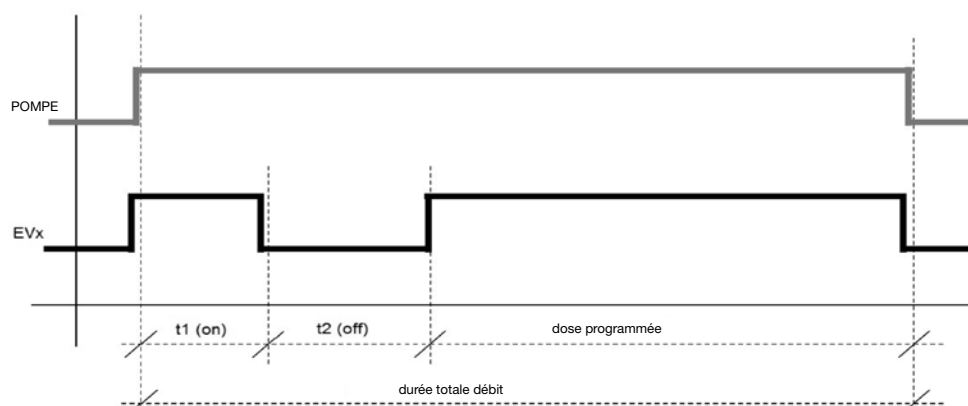 POMPE
EVx
t1 (on)
t2 (off)
dose programmée
durée totale débit